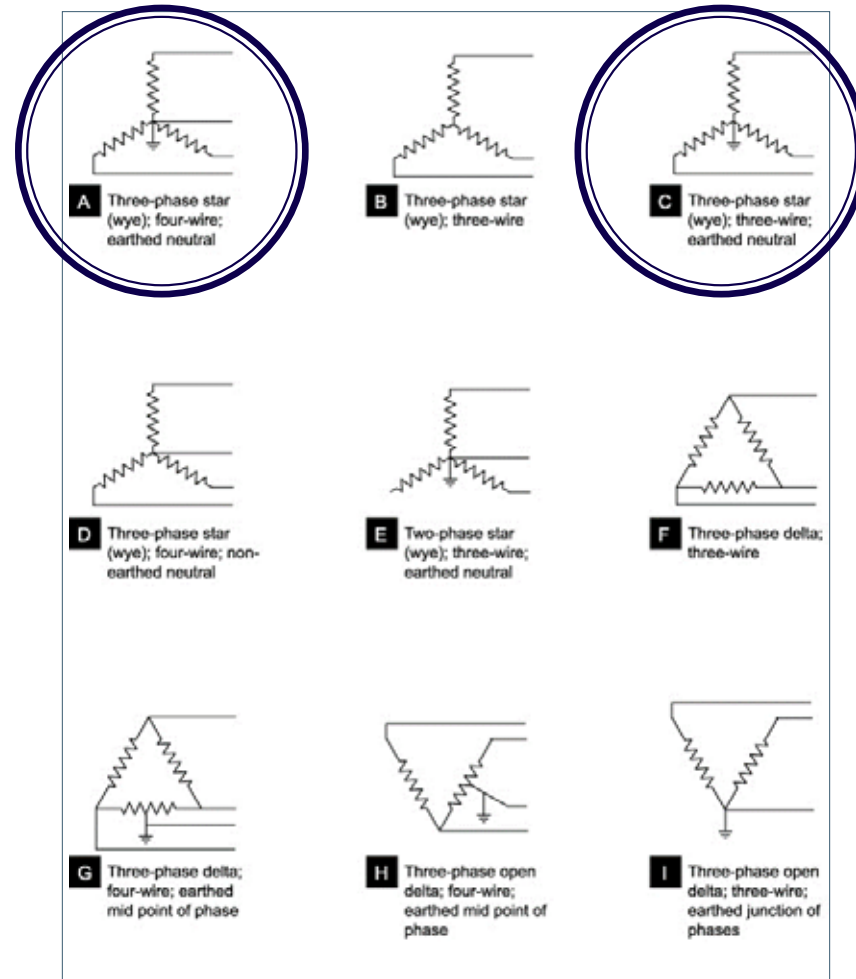 A Three-phase star
(wye); four-wire;
earthed neutral
B Three-phase star
(wye); three-wire
C Three-phase star
(wye); three-wire;
earthed neutral
D Three-phase star
(wye); four-wire; non-
earthed neutral
E Two-phase star
(wye); three-wire;
earthed neutral
F Three-phase delta;
three-wire
G Three-phase delta;
four-wire; earthed
mid point of phase
H Three-phase open
delta; four-wire;
earthed mid point of
phase
I Three-phase open
delta; three-wire;
earthed junction of
phases